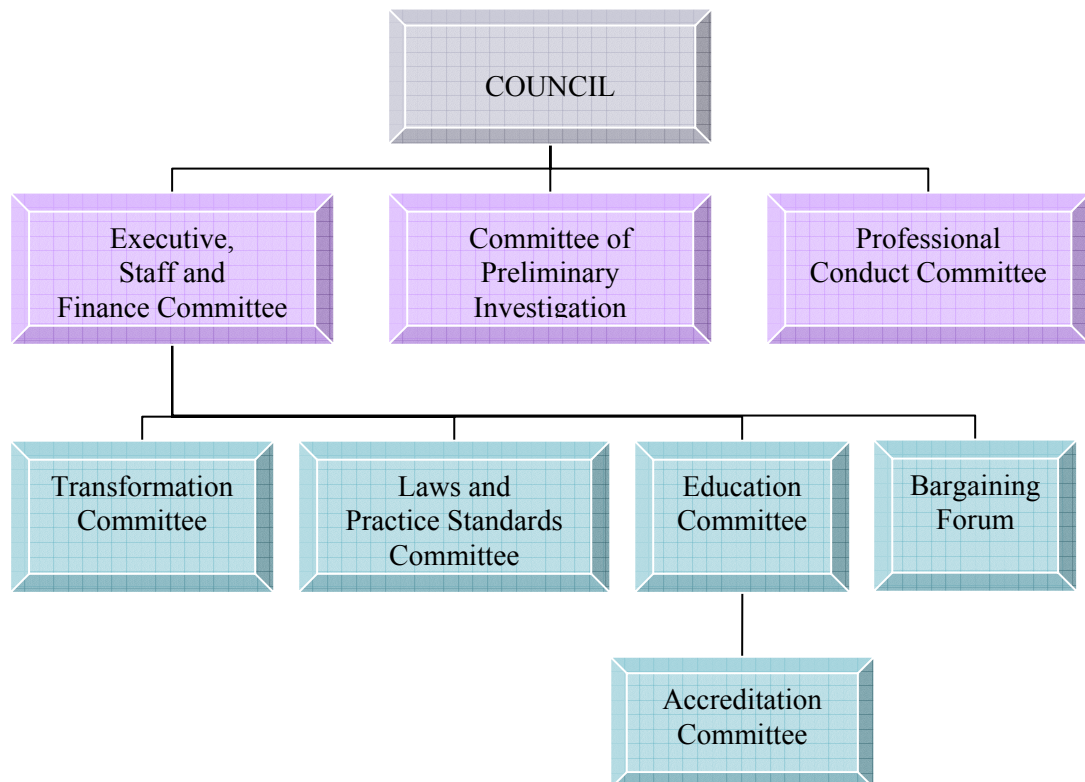 COUNCIL
Executive,
Staff and
Finance Committee
Committee of
Preliminary
Investigation
Professional
Conduct Committee
Transformation
Committee
Laws and
Practice Standards
Committee
Education
Committee
Bargaining
Forum
Accreditation
Committee